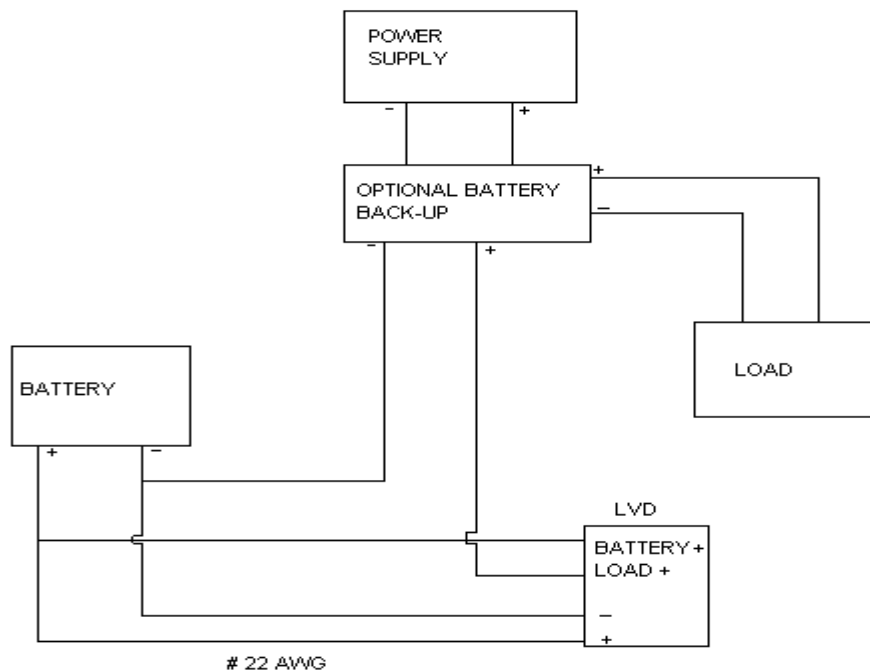 POWER
SUPPLY
- +
OPTIONAL BATTERY
BACK-UP
+
-
- +
LOAD
BATTERY
+ -
LVD
BATTERY +
LOAD +
-
+
# 22 AWG